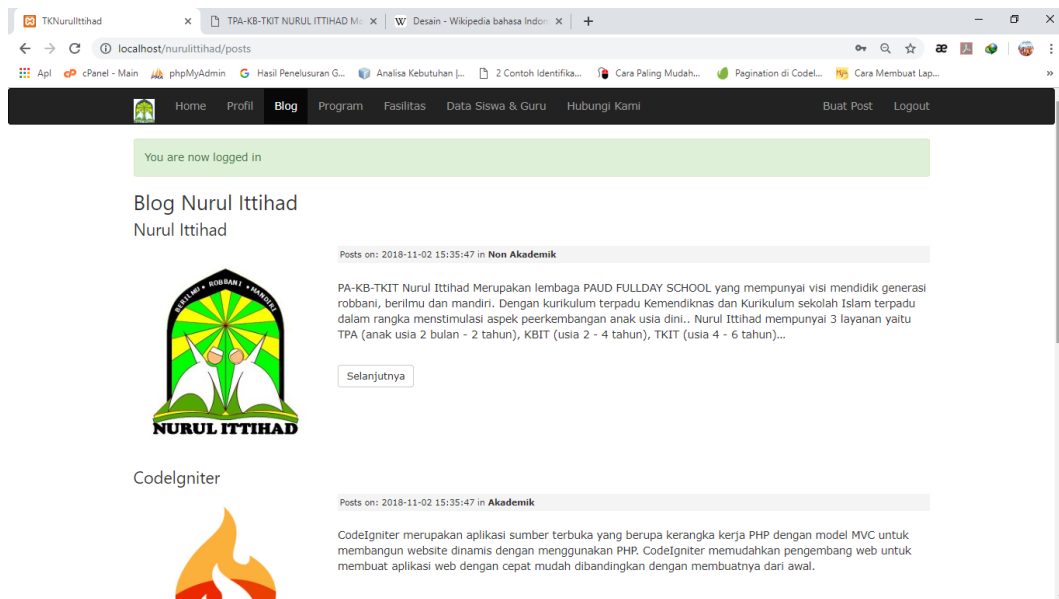 TKNurulIttihad
TPA-KB-TKIT NURUL ITTIHAD Mc
W Desain - Wikipedia bahasa Indon
localhost/nurulittihad/posts
Apl cPanel - Main phpMyAdmin Hasil Penelusuran G... Analisa Kebutuhan |... 2 Contoh Identifika... Cara Paling Mudah... Pagination di CodeI... Cara Membuat Lap... »
Home Profil Blog Program Fasilitas Data Siswa & Guru Hubungi Kami Buat Post Logout
You are now logged in
Blog Nurul Ittihad
Nurul Ittihad
Posts on: 2018-11-02 15:35:47 in Non Akademik
BERILMU • ROBBANI • MANDIRI
NURUL ITTIHAD
PA-KB-TKIT Nurul Ittihad Merupakan lembaga PAUD FULLDAY SCHOOL yang mempunyai visi mendidik generasi
robbani, berilmu dan mandiri. Dengan kurikulum terpadu Kemendiknas dan Kurikulum sekolah Islam terpadu
dalam rangka menstimulasi aspek peerkembangan anak usia dini.. Nurul Ittihad mempunyai 3 layanan yaitu
TPA (anak usia 2 bulan - 2 tahun), KBIT (usia 2 - 4 tahun), TKIT (usia 4 - 6 tahun)...
Selanjutnya
CodeIgniter
Posts on: 2018-11-02 15:35:47 in Akademik
CodeIgniter merupakan aplikasi sumber terbuka yang berupa kerangka kerja PHP dengan model MVC untuk
membangun website dinamis dengan menggunakan PHP. CodeIgniter memudahkan pengembang web untuk
membuat aplikasi web dengan cepat mudah dibandingkan dengan membuatnya dari awal.